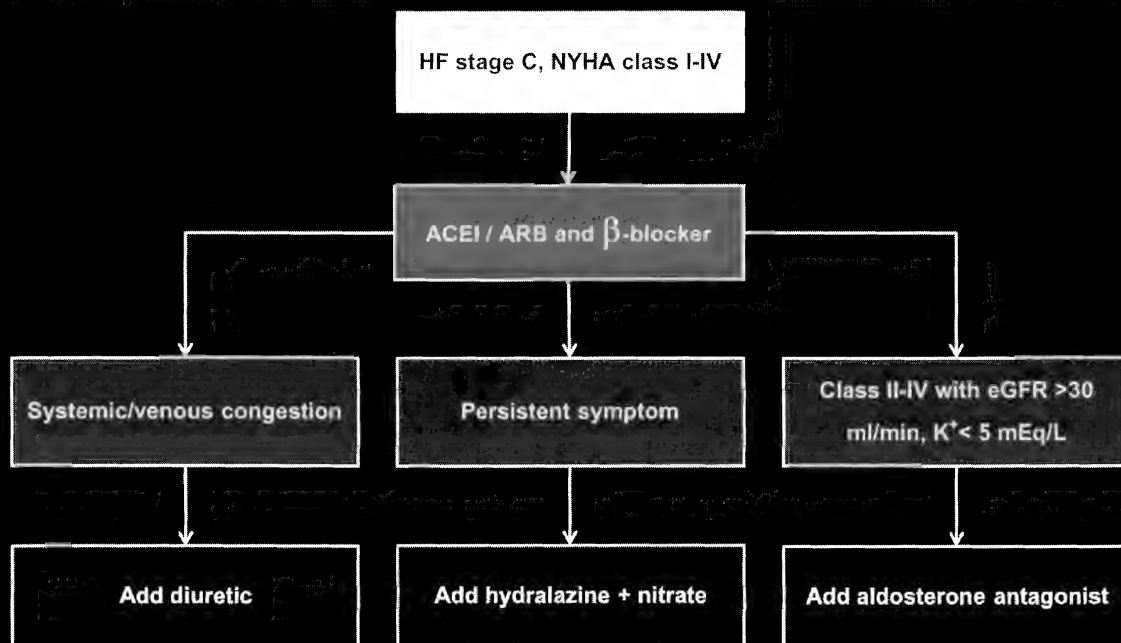 HF stage C, NYHA class I-IV
ACEI / ARB and β-blocker
Systemic/venous congestion
Persistent symptom
Class II-IV with eGFR >30
ml/min, K⁺< 5 mEq/L
Add diuretic
Add hydralazine + nitrate
Add aldosterone antagonist